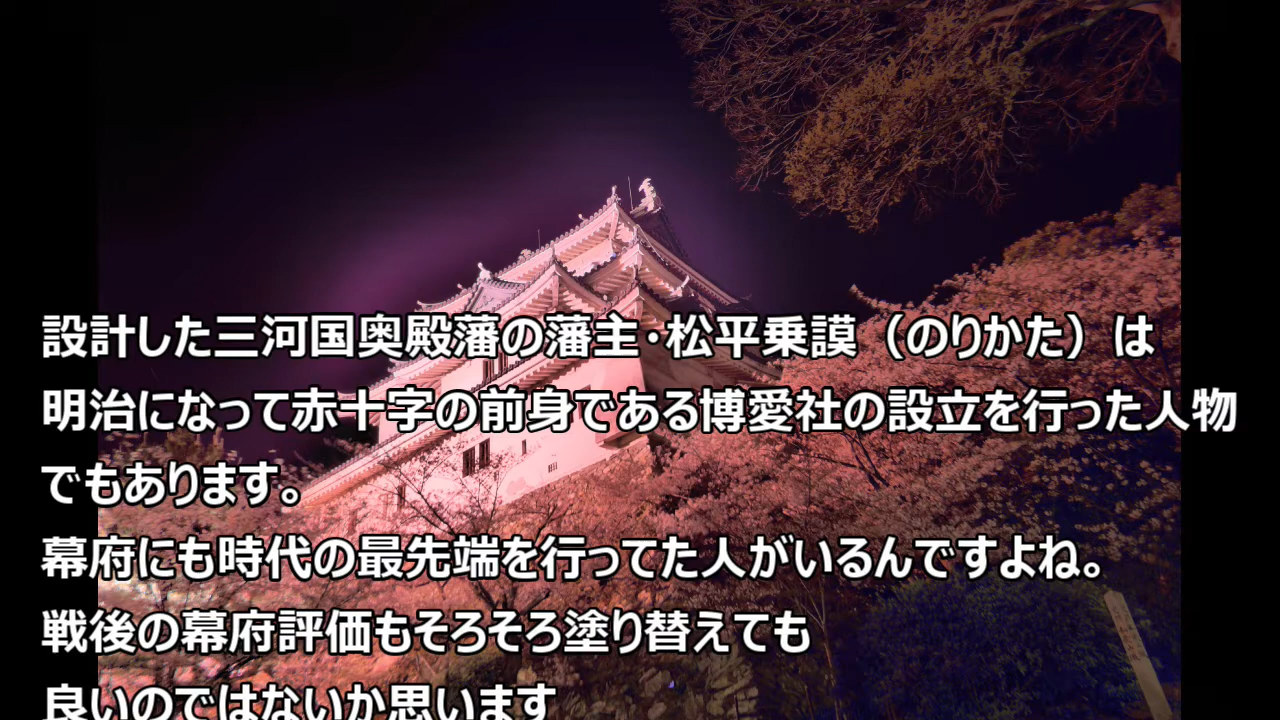 設計した三河国奥殿藩の藩主・松平乗謨（のりかた）は
明治になって赤十字の前身である博愛社の設立を行った人物
でもあります。
幕府にも時代の最先端を行ってた人がいるんですよね。
戦後の幕府評価もそろそろ塗り替えても
良いのではないか思います